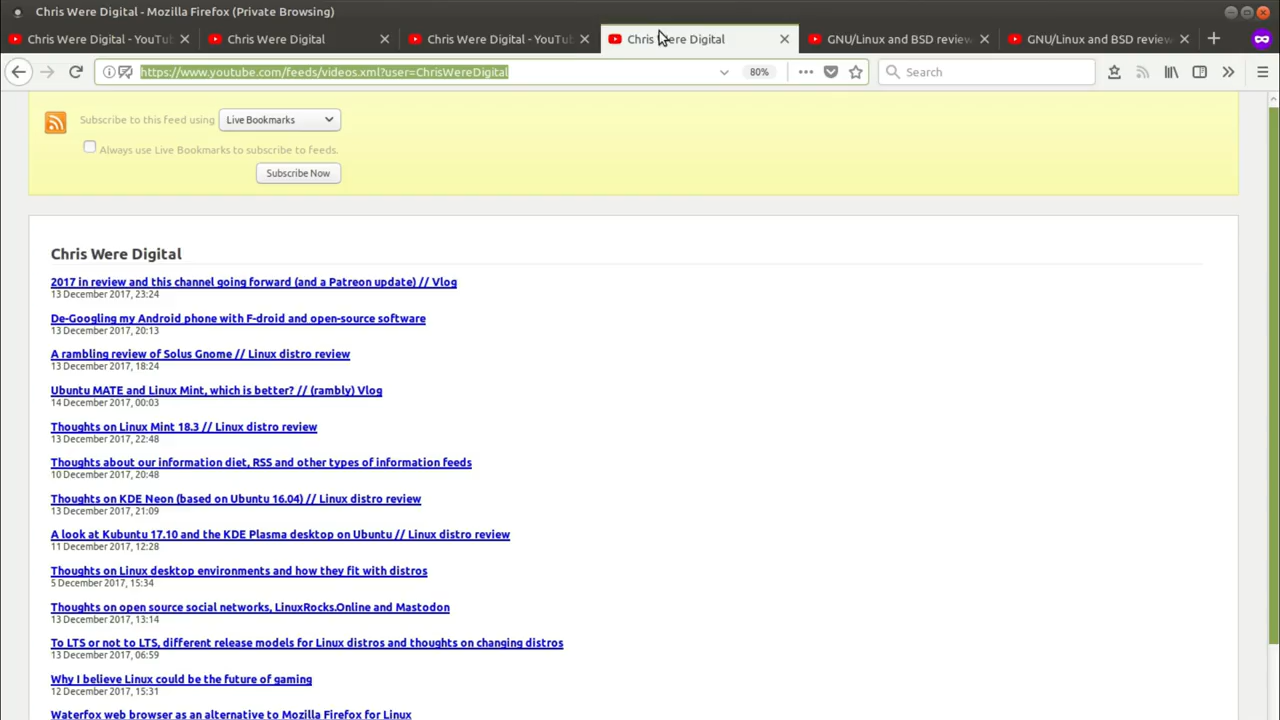 Chris Were Digital - Mozilla Firefox (Private Browsing)
Chris Were Digital - YouTub
Chris Were Digital
Chris Were Digital - YouTub
Chris Were Digital
GNU/Linux and BSD review
GNU/Linux and BSD review
https://www.youtube.com/feeds/videos.xml?user=ChrisWereDigital
80%
Search
Subscribe to this feed using
Live Bookmarks
Always use Live Bookmarks to subscribe to feeds.
Subscribe Now
Chris Were Digital
2017 in review and this channel going forward (and a Patreon update) // Vlog
13 December 2017, 23:24
De-Googling my Android phone with F-droid and open-source software
13 December 2017, 20:13
A rambling review of Solus Gnome // Linux distro review
13 December 2017, 18:24
Ubuntu MATE and Linux Mint, which is better? // (rambly) Vlog
14 December 2017, 00:03
Thoughts on Linux Mint 18.3 // Linux distro review
13 December 2017, 22:48
Thoughts about our information diet, RSS and other types of information feeds
10 December 2017, 20:48
Thoughts on KDE Neon (based on Ubuntu 16.04) // Linux distro review
13 December 2017, 21:09
A look at Kubuntu 17.10 and the KDE Plasma desktop on Ubuntu // Linux distro review
11 December 2017, 12:28
Thoughts on Linux desktop environments and how they fit with distros
5 December 2017, 15:34
Thoughts on open source social networks, LinuxRocks.Online and Mastodon
13 December 2017, 13:14
To LTS or not to LTS, different release models for Linux distros and thoughts on changing distros
13 December 2017, 06:59
Why I believe Linux could be the future of gaming
12 December 2017, 15:31
Waterfox web browser as an alternative to Mozilla Firefox for Linux